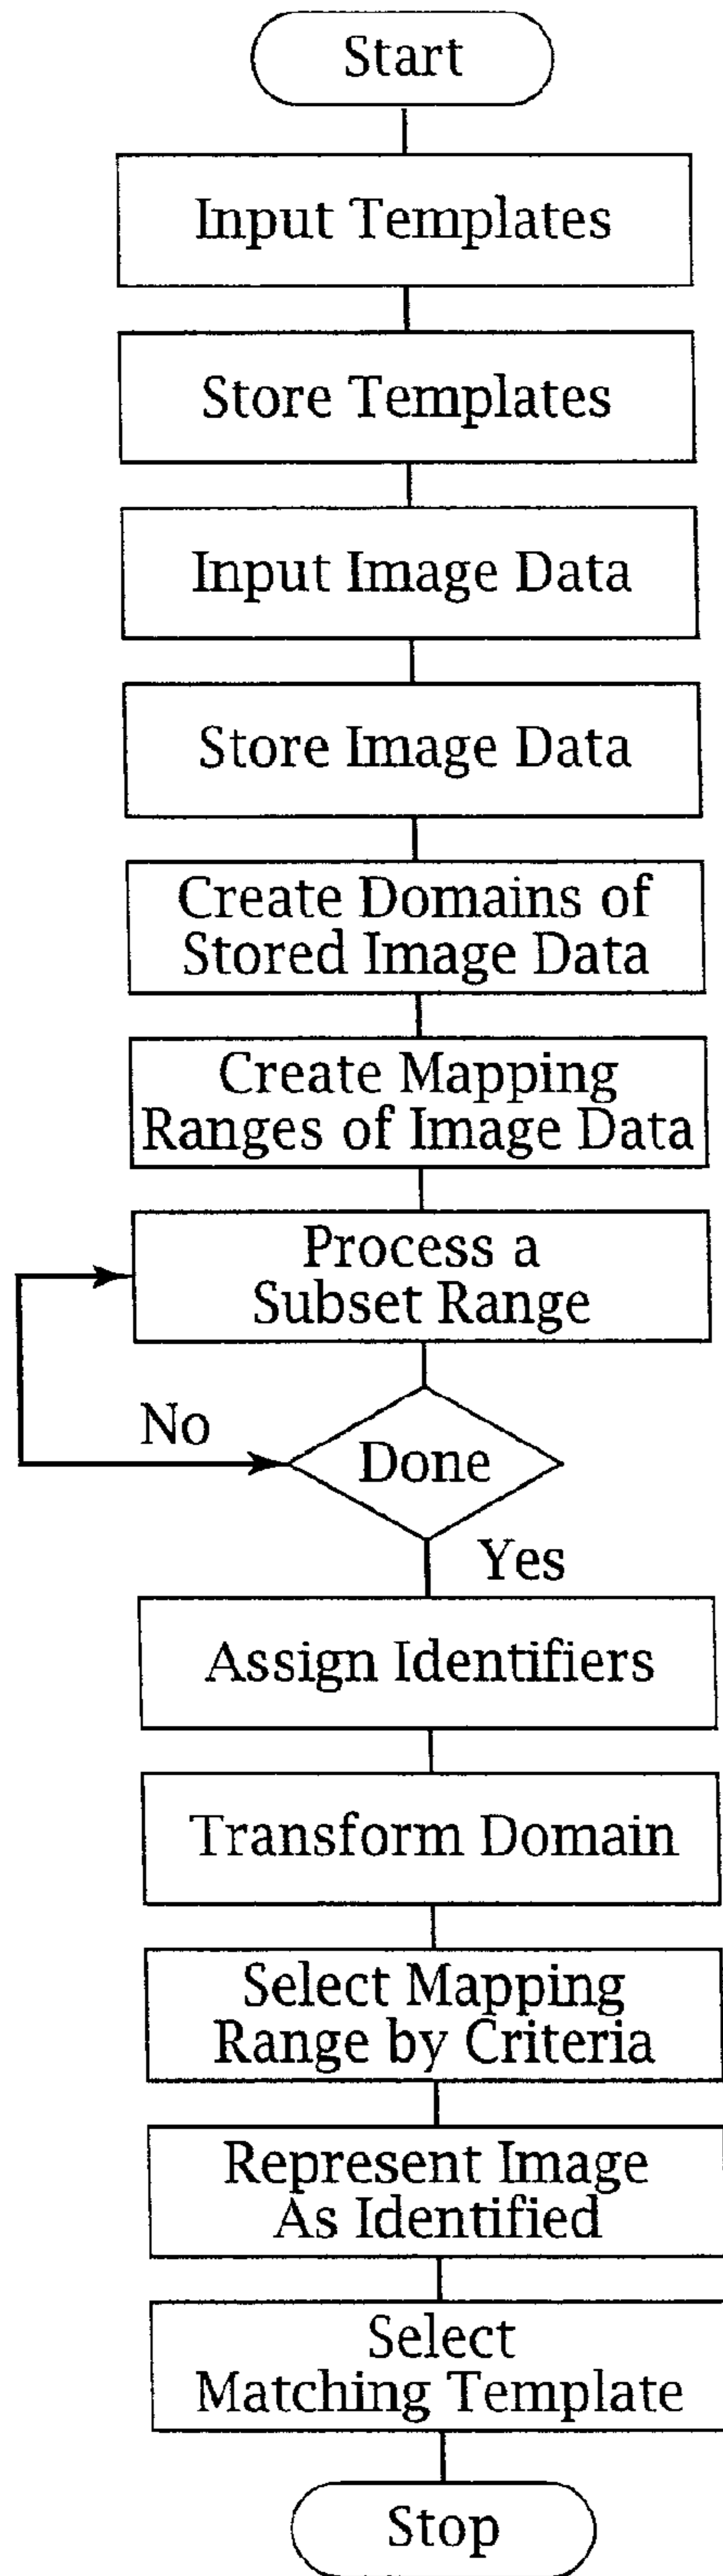 Start
Input Templates
Store Templates
Input Image Data
Store Image Data
Create Domains of
Stored Image Data
Create Mapping
Ranges of Image Data
Process a
Subset Range
No
Done
Yes
Assign Identifiers
Transform Domain
Select Mapping
Range by Criteria
Represent Image
As Identified
Select
Matching Template
Stop